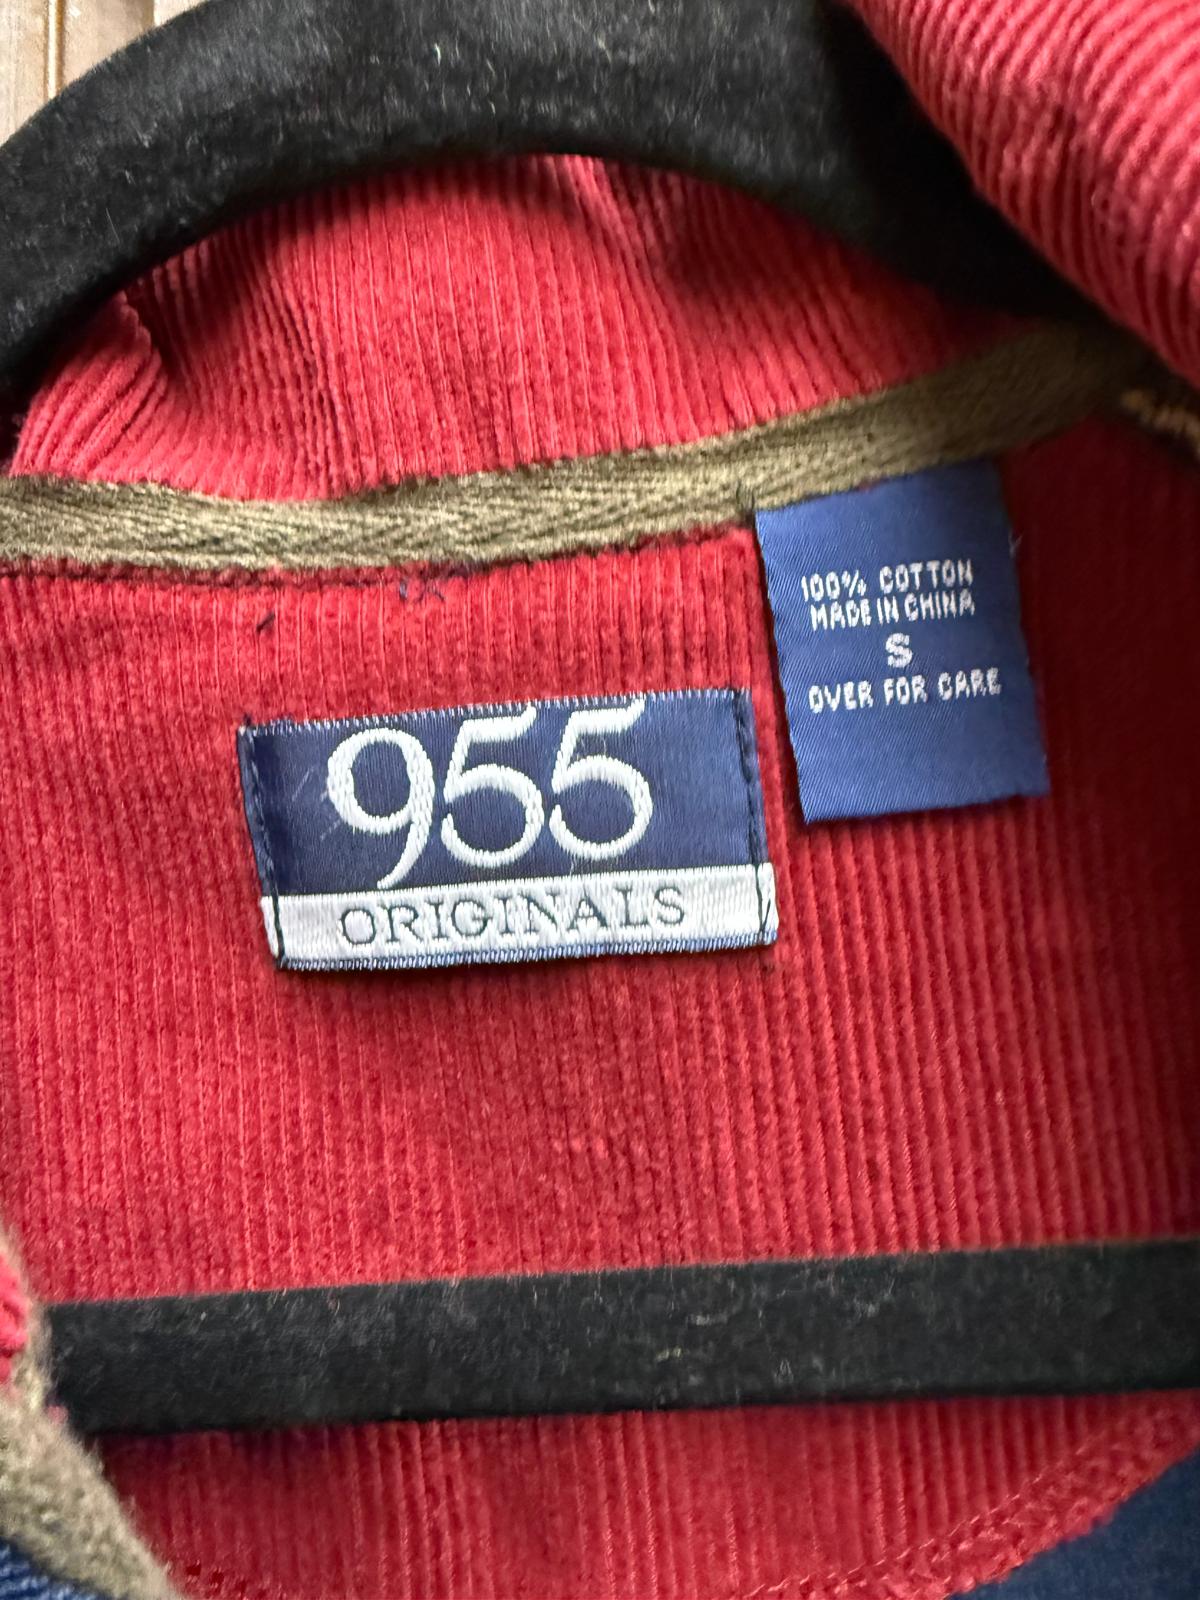 100% COTTON
MADE IN CHINA
S
OVER FOR CARE
955
ORIGINALS